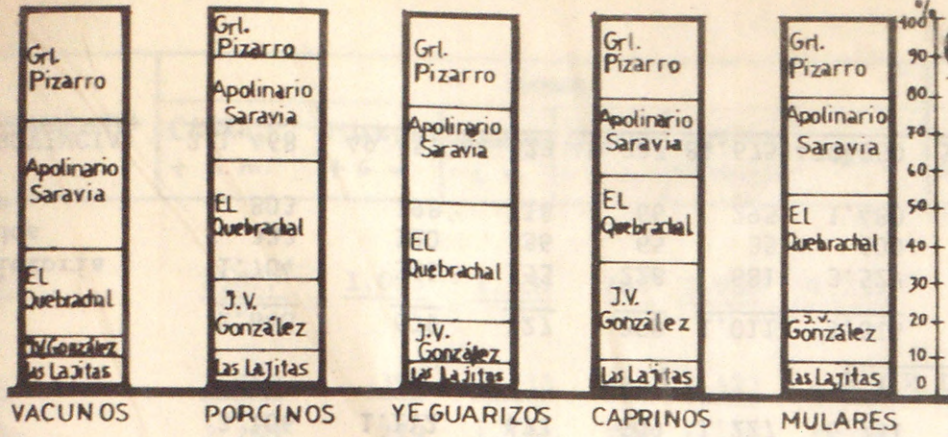 Grl.
Pizarro
Apolinario
Saravia
EL
Quebrachal
J.V. González
Las Lajitas
VACUNOS
Grl.
Pizarro
Apolinario
Saravia
EL
Quebrachal
J.V.
González
Las Lajitas
PORCINOS
Grl.
Pizarro
Apolinario
Saravia
EL
Quebrachal
J.V.
González
Las Lajitas
YEGUARIZOS
Grl.
Pizarro
Apolinario
Saravia
EL
Quebrachal
J.V.
González
Las Lajitas
CAPRINOS
Grl.
Pizarro
Apolinario
Saravia
EL
Quebrachal
J.V.
González
Las Lajitas
MULARES
%
100
90
80
70
60
50
40
30
20
10
0